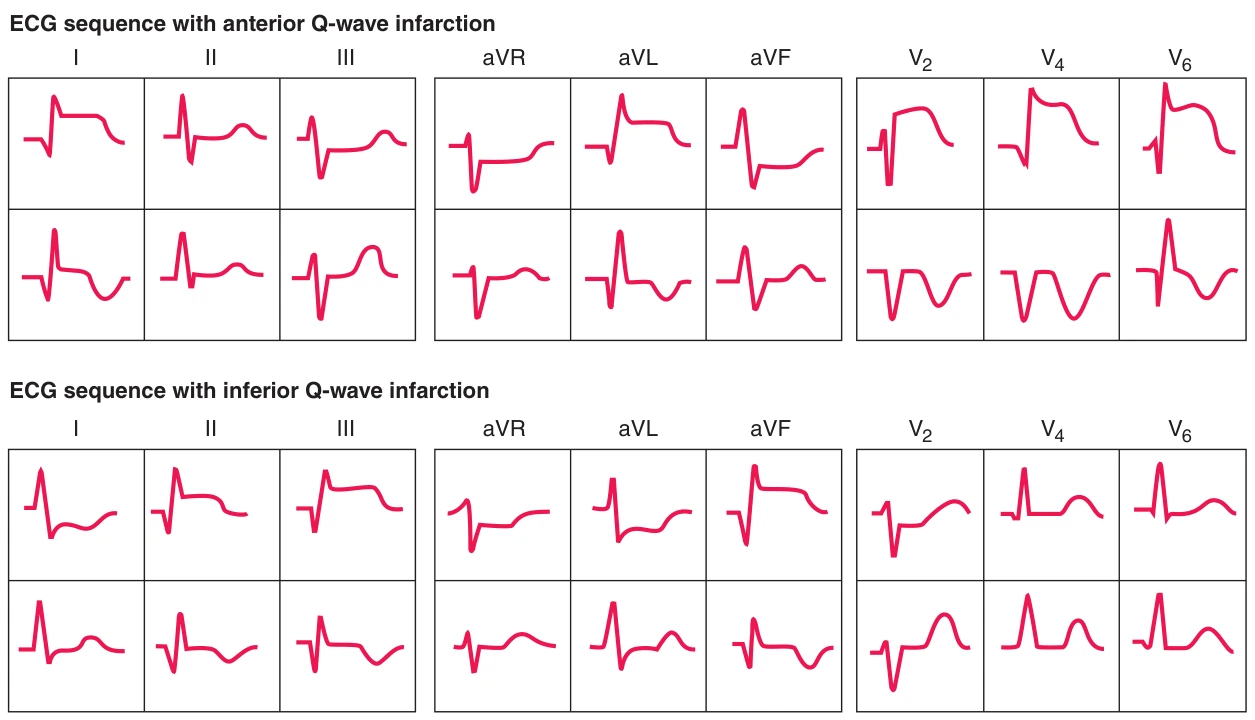 ECG sequence with anterior Q-wave infarction
I II III aVR aVL aVF V2 V4 V6
ECG sequence with inferior Q-wave infarction
I II III aVR aVL aVF V2 V4 V6